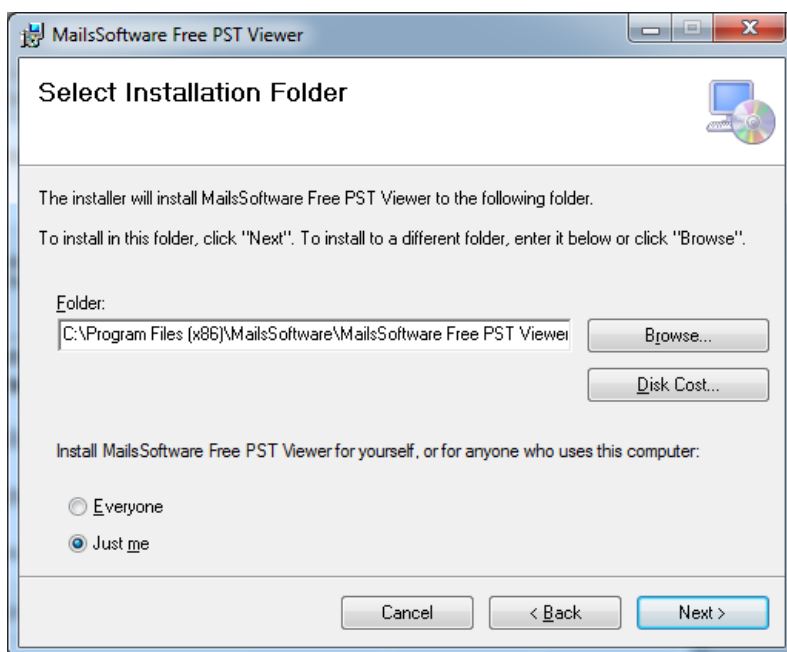 MailsSoftware Free PST Viewer
Select Installation Folder
The installer will install MailsSoftware Free PST Viewer to the following folder.
To install in this folder, click "Next". To install to a different folder, enter it below or click "Browse".
Folder:
C:\Program Files (x86)\MailsSoftware\MailsSoftware Free PST Viewer
Browse...
Disk Cost...
Install MailsSoftware Free PST Viewer for yourself, or for anyone who uses this computer:
Everyone
Just me
Cancel
< Back
Next >